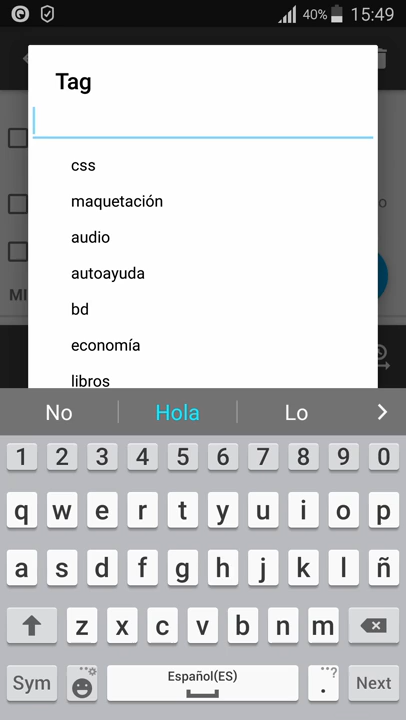 40% 15:49
Tag
css
maquetación
audio
autoayuda
bd
economía
libros
MI
o
No Hola Lo
1 2 3 4 5 6 7 8 9 0
q w e r t y u i o p
a s d f g h j k l ñ
z x c v b n m
Sym Español(ES) . ...? Next